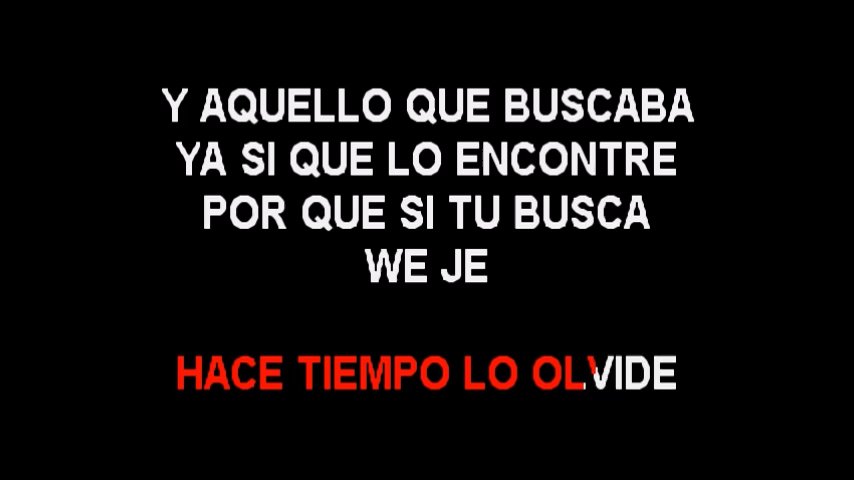 Y AQUELLO QUE BUSCABA
YA SI QUE LO ENCONTRE
POR QUE SI TU BUSCA
WE JE
HACE TIEMPO LO OLVIDE